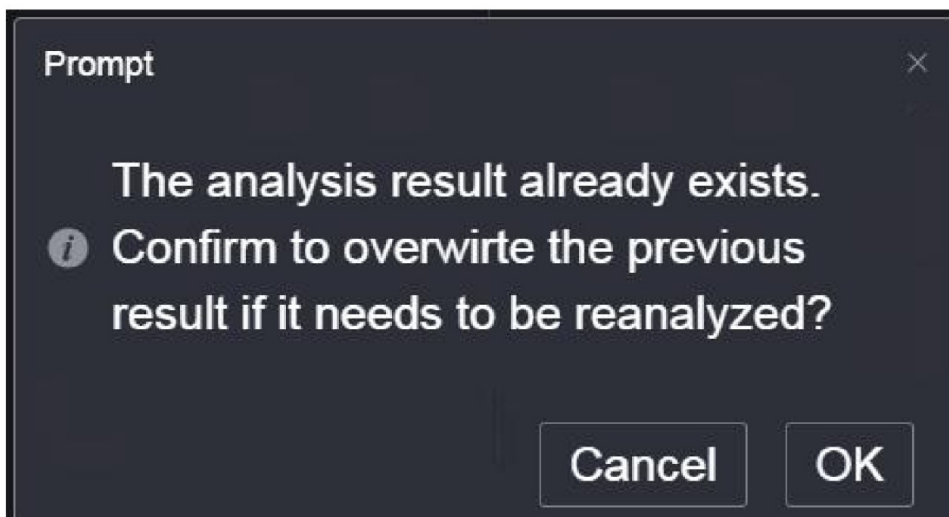 Prompt
The analysis result already exists.
Confirm to overwirte the previous
result if it needs to be reanalyzed?
Cancel OK